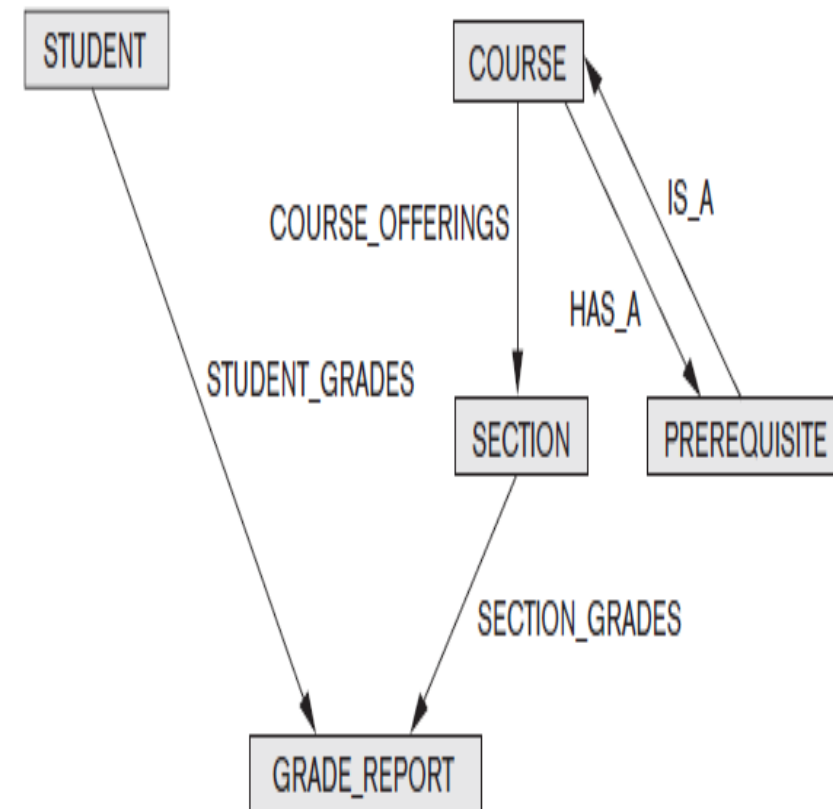 STUDENT
COURSE
IS_A
COURSE_OFFERINGS
HAS_A
STUDENT_GRADES
SECTION
PREREQUISITE
SECTION_GRADES
GRADE_REPORT